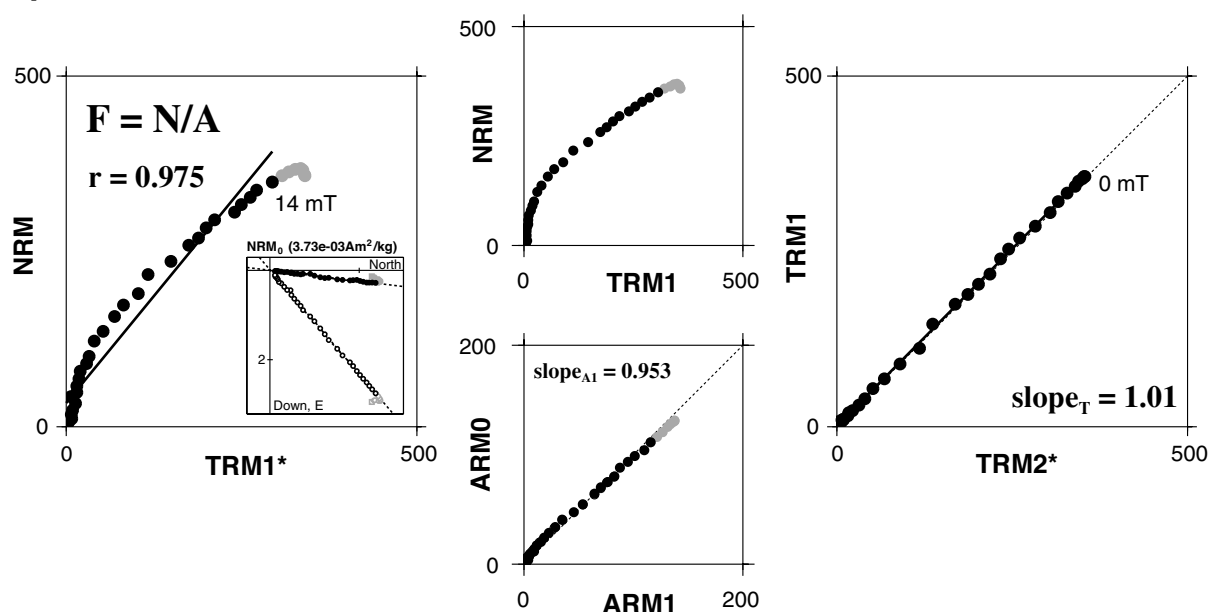 500
F = N/A
r = 0.975
14 mT
NRM
NRM₀ (3.73e-03Am²/kg)
North
2
Down, E
0
0
500
TRM1*
500
NRM
0
0
500
TRM1
200
slopeA1 = 0.953
ARM0
0
0
200
ARM1
500
0 mT
TRM1
slopeT = 1.01
0
0
500
TRM2*